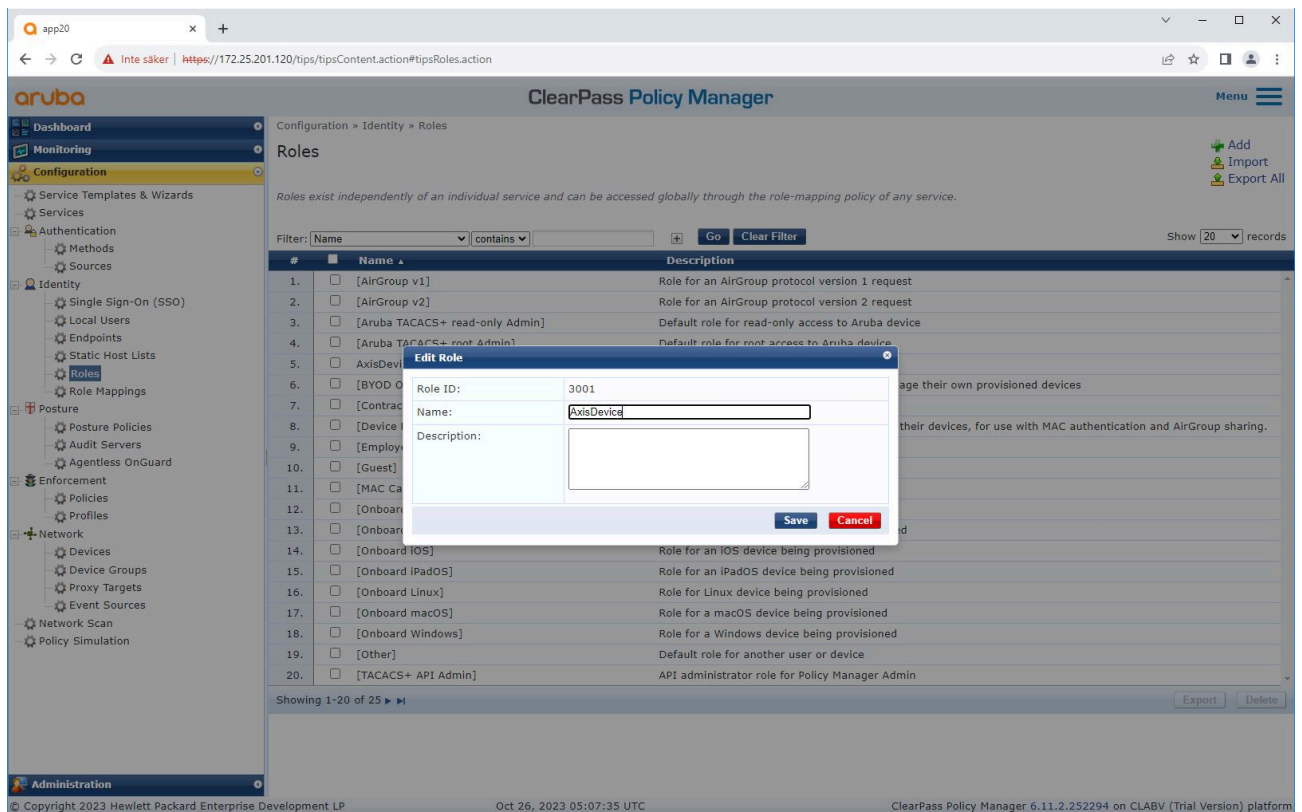 app20
Inte säker | https://172.25.201.120/tips/tipsContent.action#tipsRoles.action
aruba
ClearPass Policy Manager
Menu
Dashboard
Monitoring
Configuration
Service Templates & Wizards
Services
Authentication
Methods
Sources
Identity
Single Sign-On (SSO)
Local Users
Endpoints
Static Host Lists
Roles
Role Mappings
Posture
Posture Policies
Audit Servers
Agentless OnGuard
Enforcement
Policies
Profiles
Network
Devices
Device Groups
Proxy Targets
Event Sources
Network Scan
Policy Simulation
Administration
Configuration » Identity » Roles
Roles
Add
Import
Export All
Roles exist independently of an individual service and can be accessed globally through the role-mapping policy of any service.
Filter: Name contains + Go Clear Filter Show 20 records
# Name Description
1. [AirGroup v1] Role for an AirGroup protocol version 1 request
2. [AirGroup v2] Role for an AirGroup protocol version 2 request
3. [Aruba TACACS+ read-only Admin] Default role for read-only access to Aruba device
4. [Aruba TACACS+ root Admin] Default role for root access to Aruba device
5. AxisDevi
6. [BYOD O age their own provisioned devices
7. [Contrac
8. [Device their devices, for use with MAC authentication and AirGroup sharing.
9. [Employe
10. [Guest]
11. [MAC Ca
12. [Onboar
13. [Onboar ed
14. [Onboard iOS] Role for an iOS device being provisioned
15. [Onboard iPadOS] Role for an iPadOS device being provisioned
16. [Onboard Linux] Role for Linux device being provisioned
17. [Onboard macOS] Role for a macOS device being provisioned
18. [Onboard Windows] Role for a Windows device being provisioned
19. [Other] Default role for another user or device
20. [TACACS+ API Admin] API administrator role for Policy Manager Admin
Showing 1-20 of 25
Export Delete
Edit Role
Role ID: 3001
Name: AxisDevice
Description:
Save Cancel
© Copyright 2023 Hewlett Packard Enterprise Development LP Oct 26, 2023 05:07:35 UTC ClearPass Policy Manager 6.11.2.252294 on CLABV (Trial Version) platform